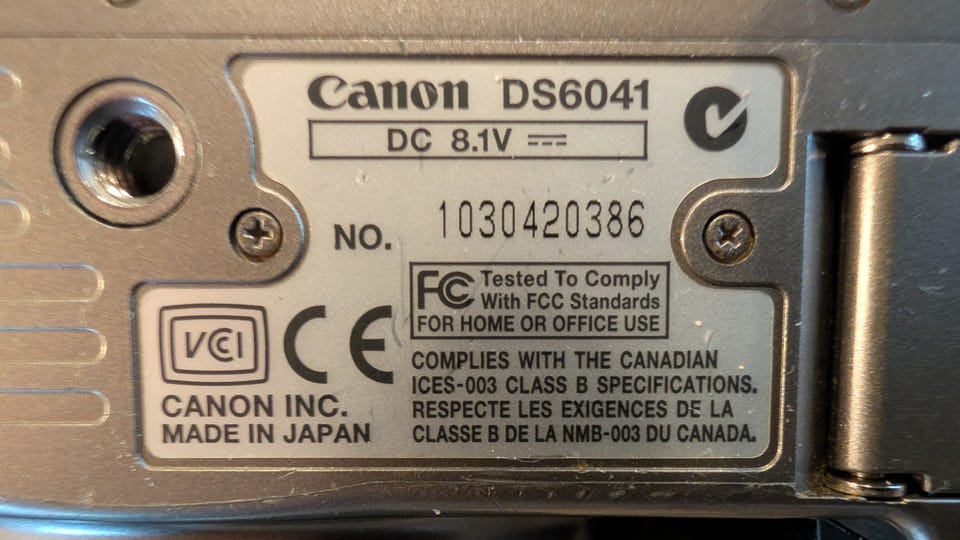 Canon DS6041
DC 8.1V
NO. 1030420386
FC Tested To Comply
With FCC Standards
FOR HOME OR OFFICE USE
VCCI
CE
COMPLIES WITH THE CANADIAN
ICES-003 CLASS B SPECIFICATIONS.
RESPECTE LES EXIGENCES DE LA
CLASSE B DE LA NMB-003 DU CANADA.
CANON INC.
MADE IN JAPAN